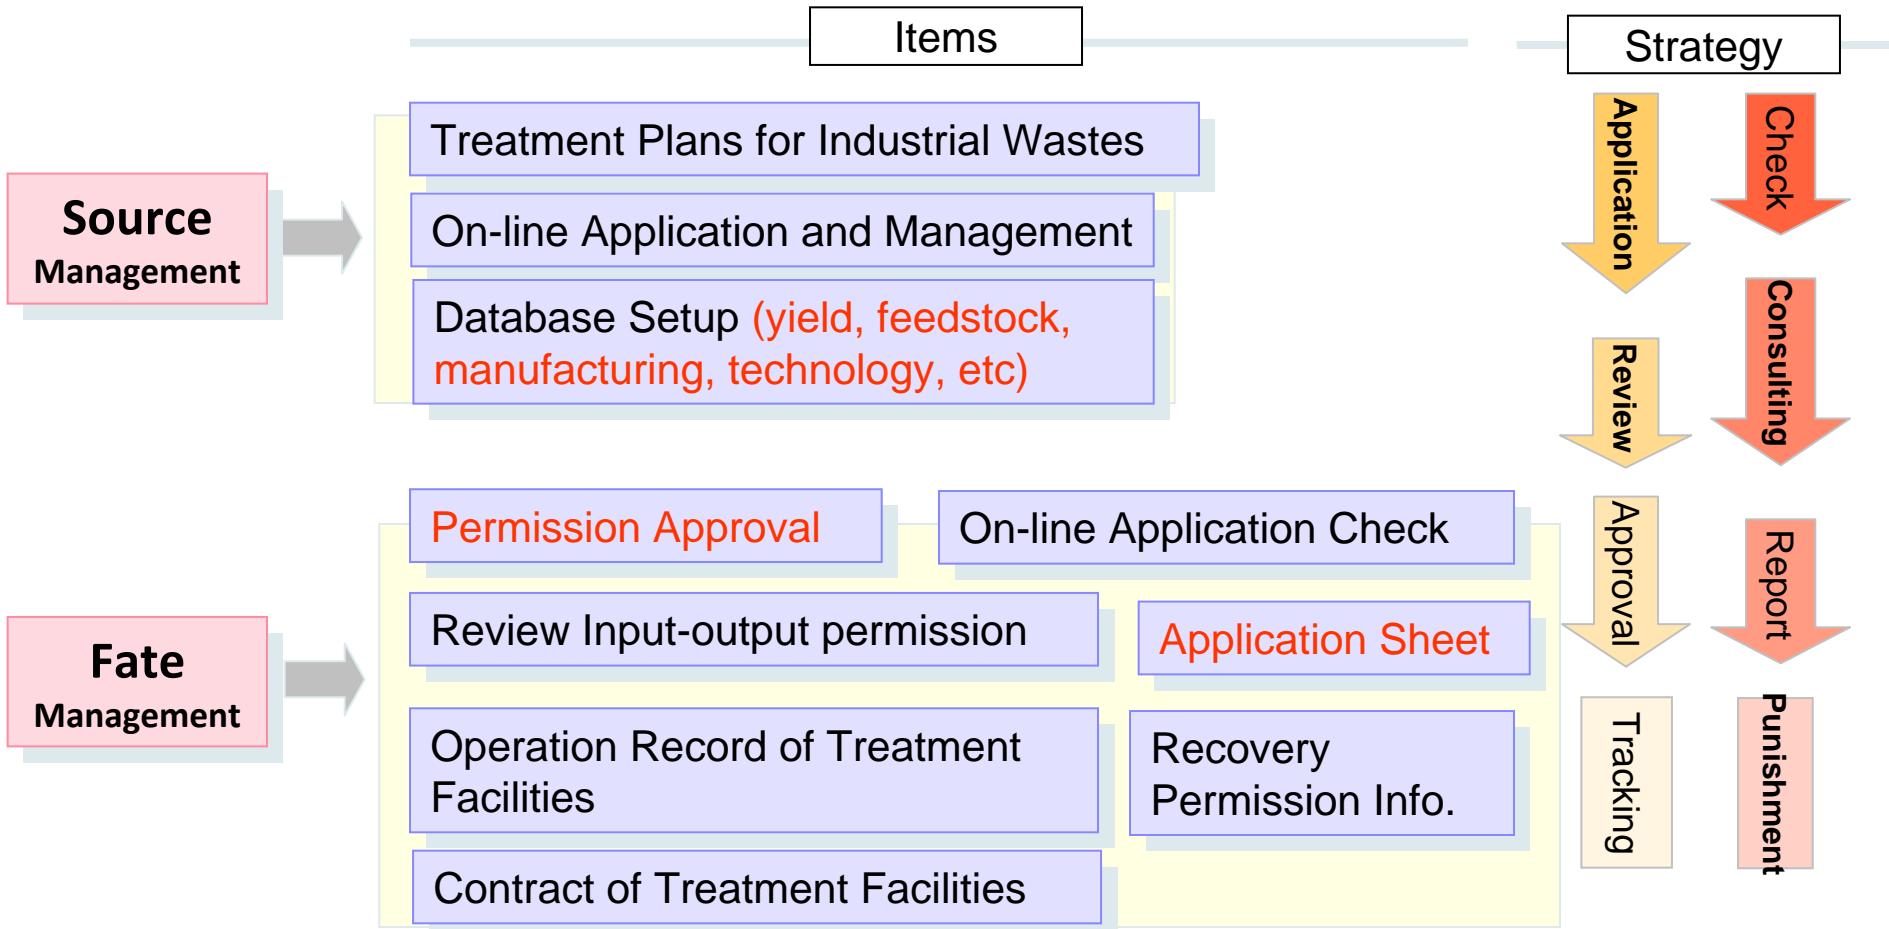 Items
Strategy
Source
Management
Treatment Plans for Industrial Wastes
On-line Application and Management
Database Setup (yield, feedstock,
manufacturing, technology, etc)
Fate
Management
Permission Approval
On-line Application Check
Review Input-output permission
Application Sheet
Operation Record of Treatment
Facilities
Recovery
Permission Info.
Contract of Treatment Facilities
Application
Review
Approval
Tracking
Check
Consulting
Report
Punishment